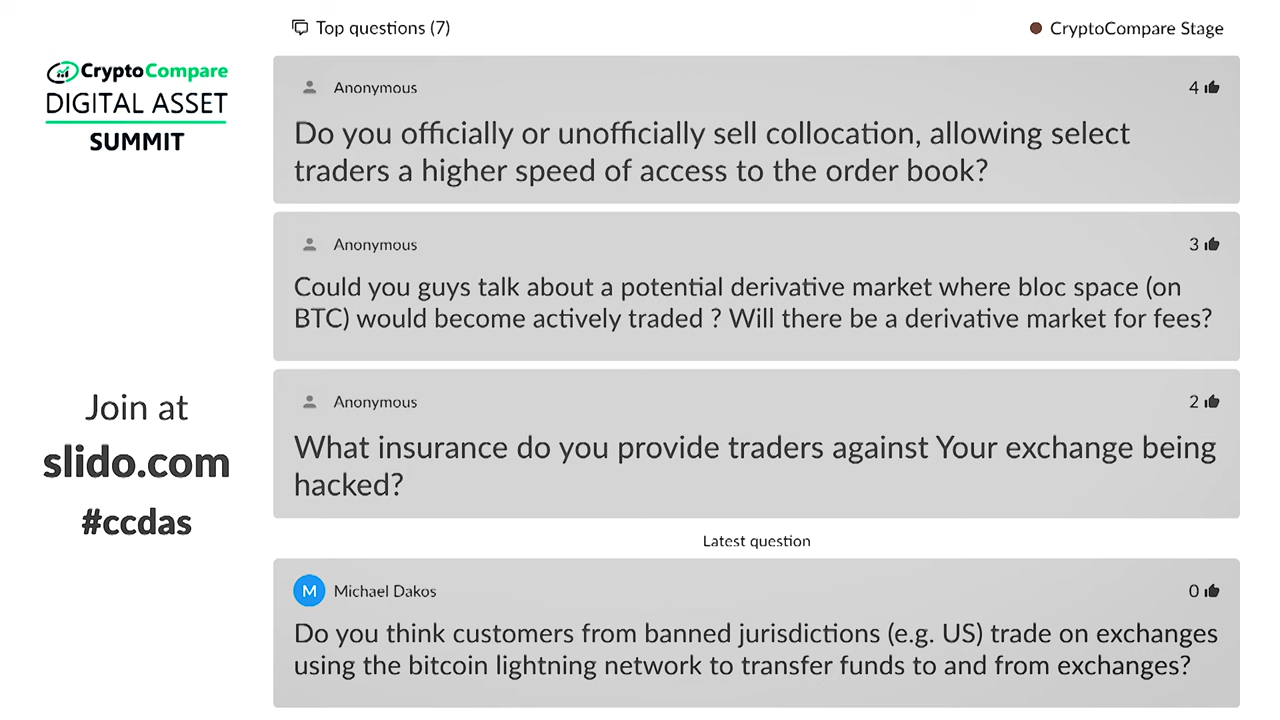 Top questions (7)
CryptoCompare Stage
CryptoCompare
DIGITAL ASSET
SUMMIT
Anonymous
4
Do you officially or unofficially sell collocation, allowing select
traders a higher speed of access to the order book?
Anonymous
3
Could you guys talk about a potential derivative market where bloc space (on
BTC) would become actively traded ? Will there be a derivative market for fees?
Join at
slido.com
#ccdas
Anonymous
2
What insurance do you provide traders against Your exchange being
hacked?
Latest question
M
Michael Dakos
0
Do you think customers from banned jurisdictions (e.g. US) trade on exchanges
using the bitcoin lightning network to transfer funds to and from exchanges?